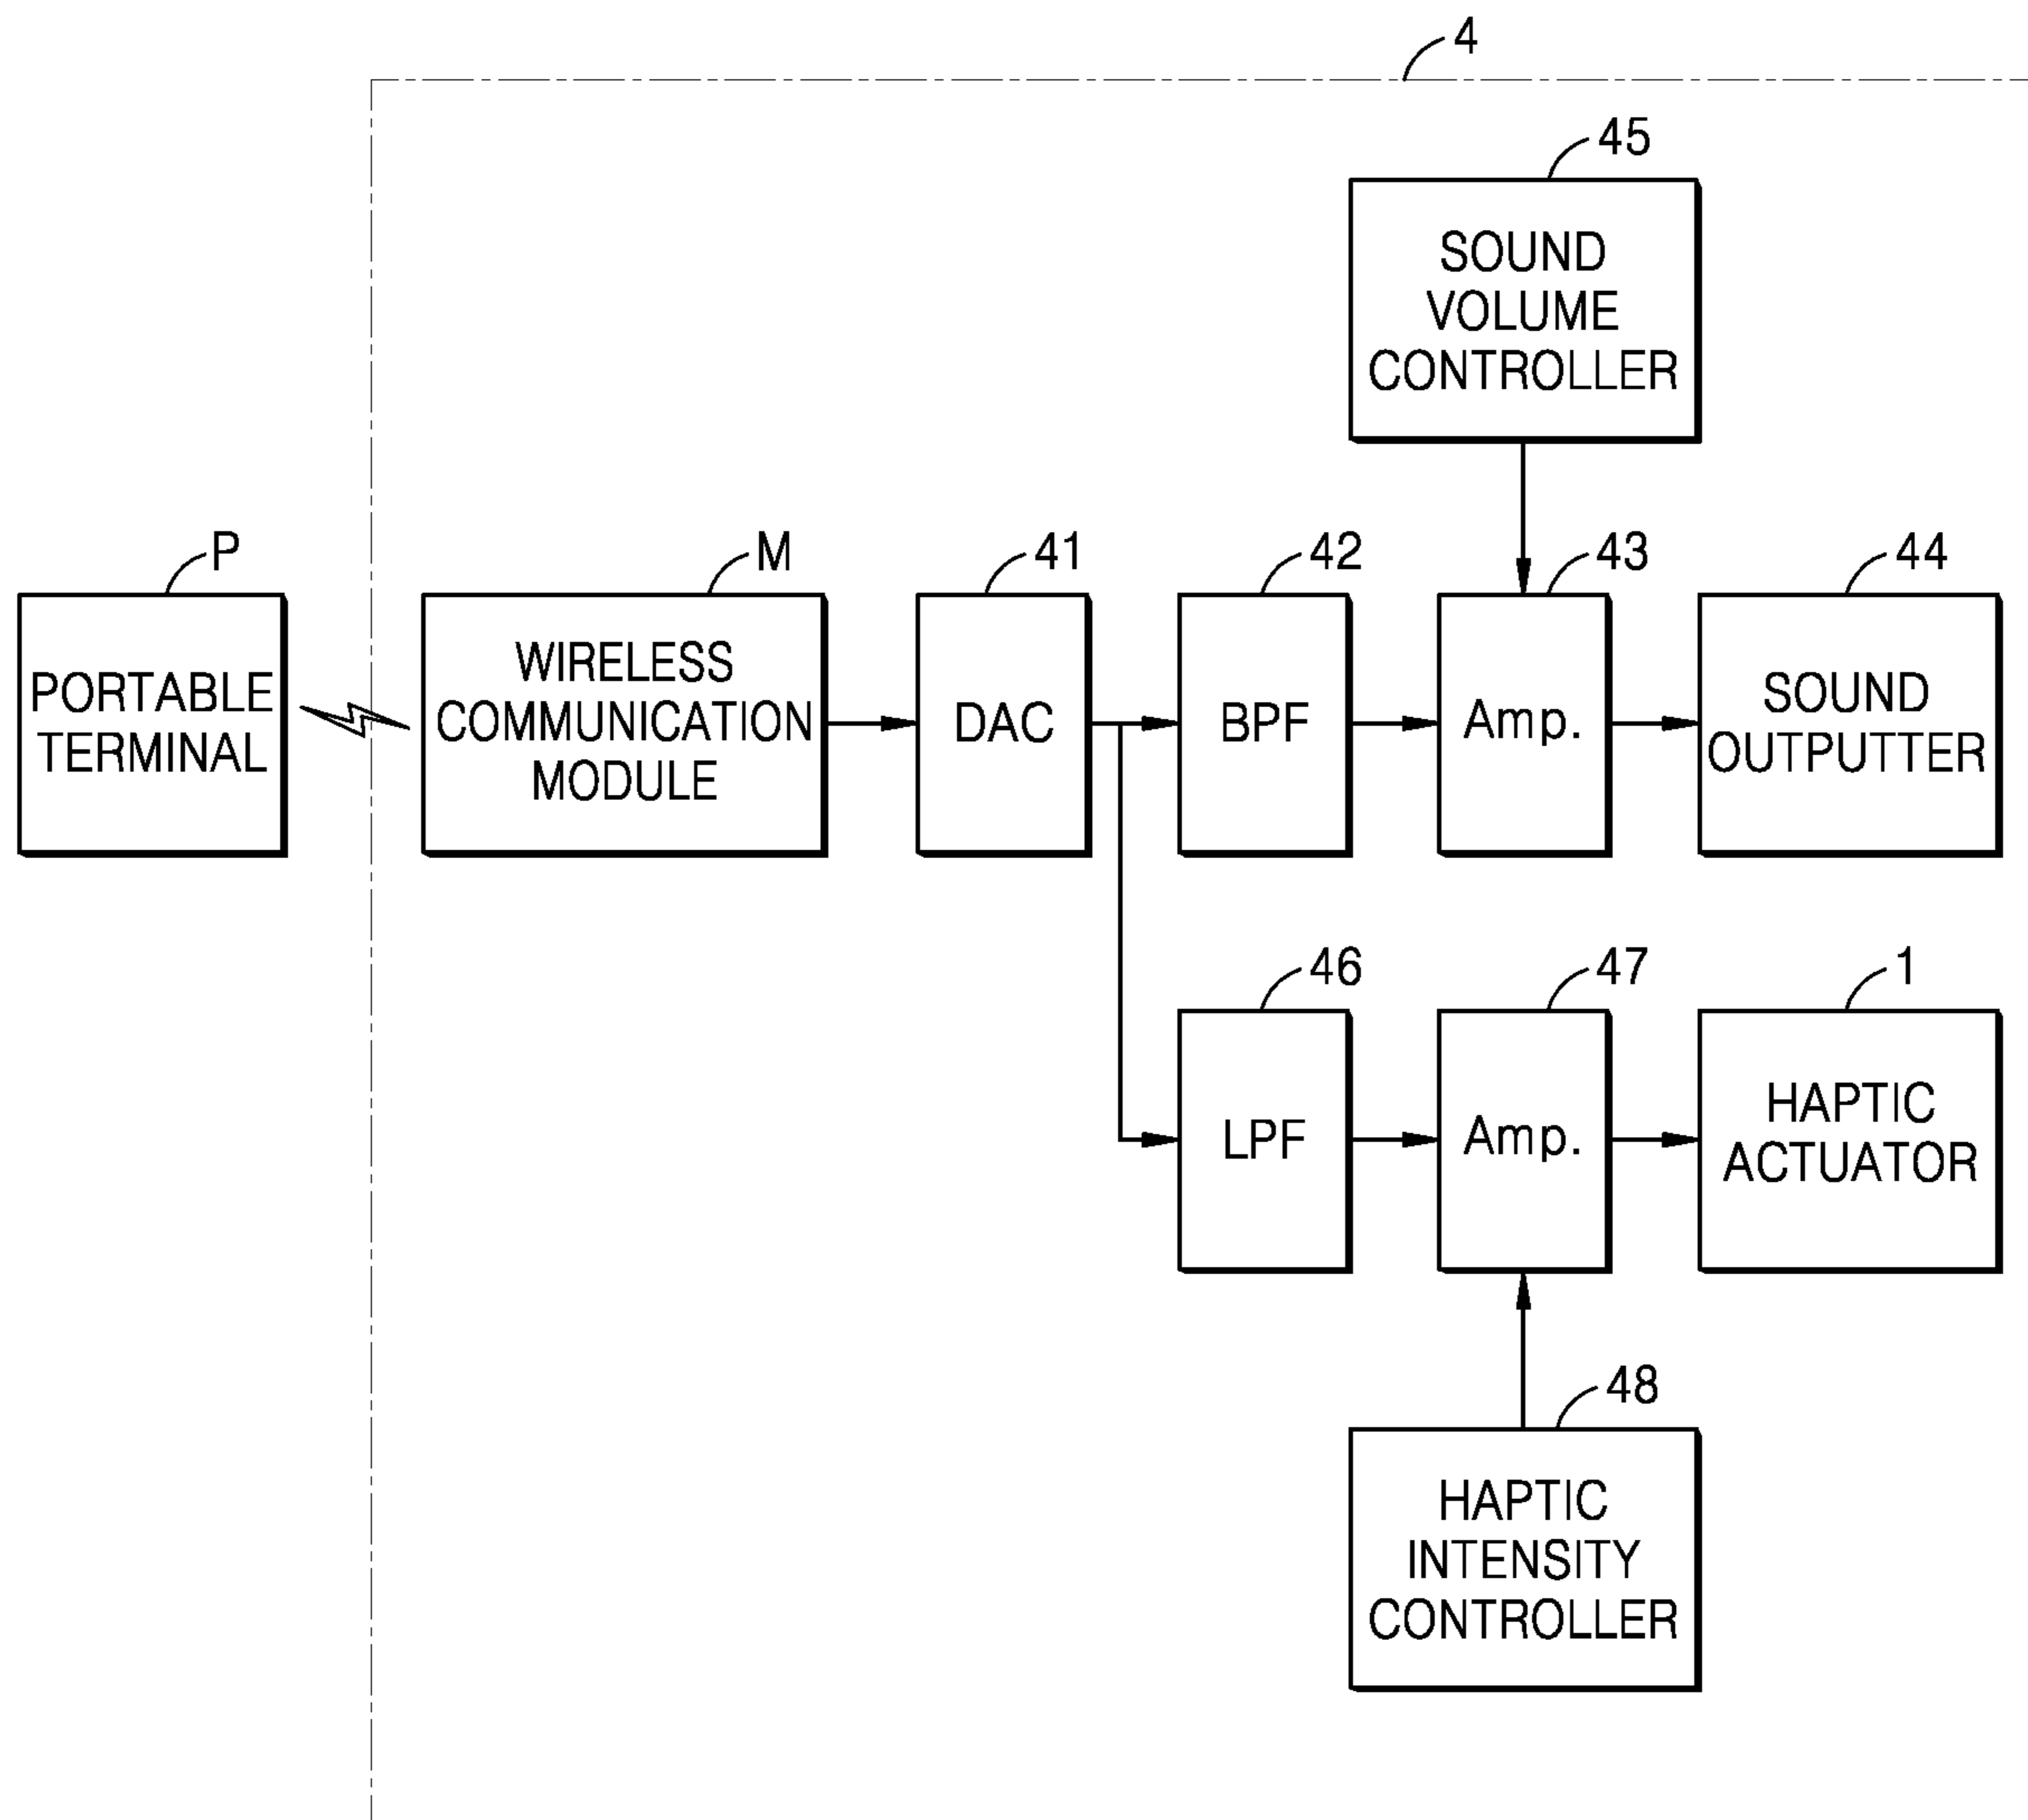 4
45
SOUND
VOLUME
CONTROLLER
P
M
41
42
43
44
PORTABLE
TERMINAL
WIRELESS
COMMUNICATION
MODULE
DAC
BPF
Amp.
SOUND
OUTPUTTER
46
47
1
LPF
Amp.
HAPTIC
ACTUATOR
48
HAPTIC
INTENSITY
CONTROLLER